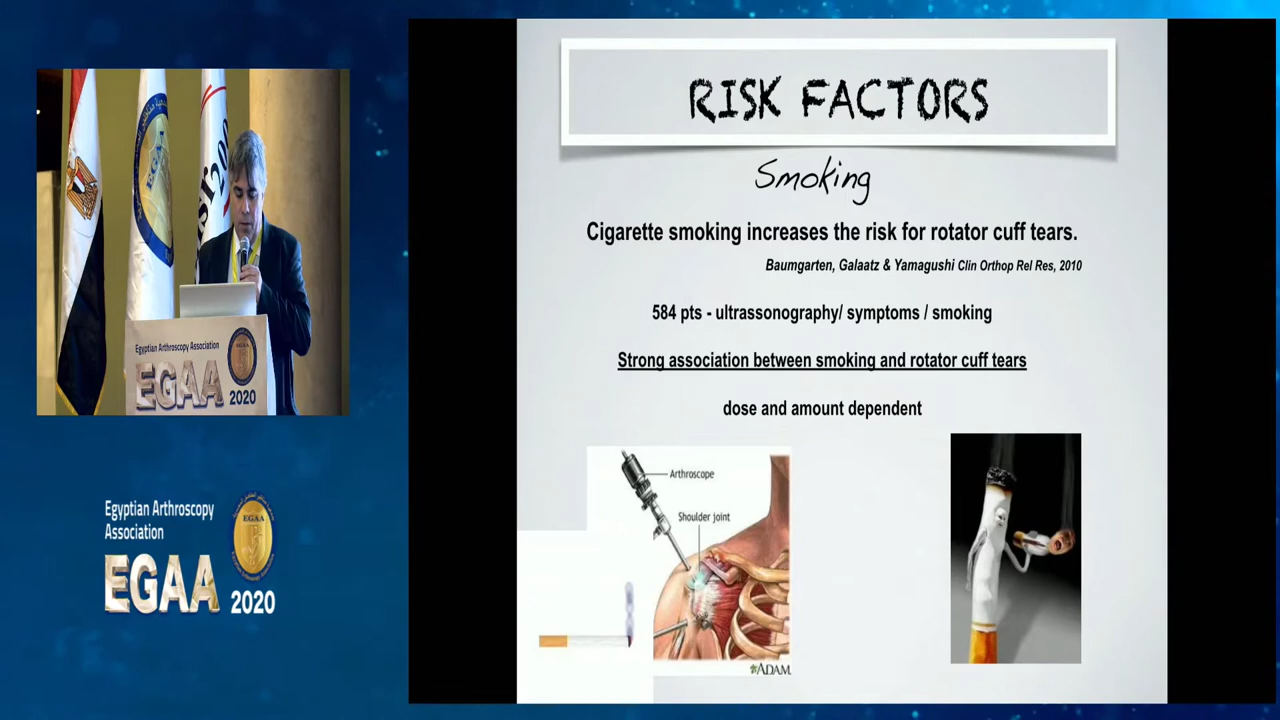 RISK FACTORS
Smoking
Cigarette smoking increases the risk for rotator cuff tears.
Baumgarten, Galaatz & Yamagushi Clin Orthop Rel Res, 2010
584 pts - ultrassonography/ symptoms / smoking
Strong association between smoking and rotator cuff tears
dose and amount dependent
Arthroscope
Shoulder joint
ADAM.
Egyptian Arthroscopy Association
EGAA
2020
Egyptian Arthroscopy
Association
EGAA
EGAA
2020